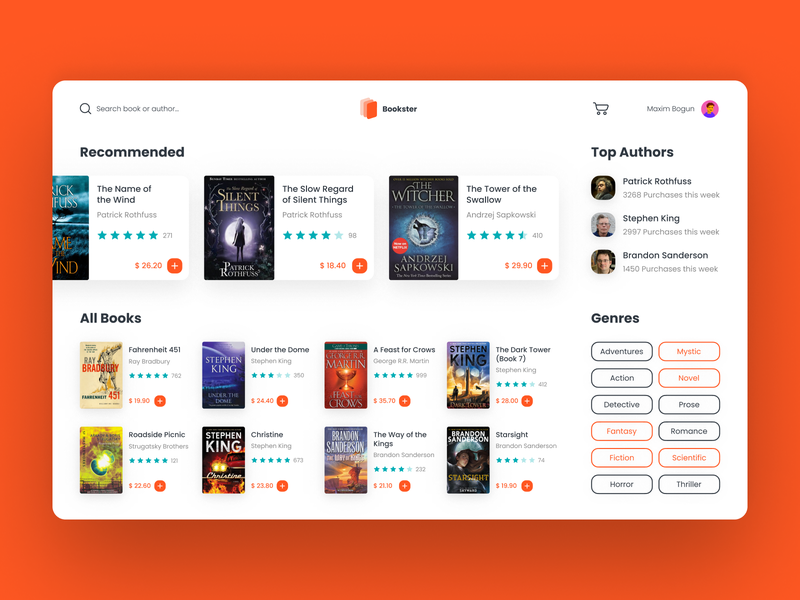 Search book or author...
Bookster
Maxim Bogun
Recommended
RICK
FUSS
ME
WIND
The Name of
the Wind
Patrick Rothfuss
271
$ 26.20
The Slow Regard
SILENT
THINGS
PATRICK
ROTHFUSS
The Slow Regard
of Silent Things
Patrick Rothfuss
98
$ 18.40
THE
WITCHER
THE TOWER OF THE SWALLOW
Now on
NETFLIX
ANDRZEJ
SAPKOWSKI
The Tower of the
Swallow
Andrzej Sapkowski
410
$ 29.90
Top Authors
Patrick Rothfuss
3268 Purchases this week
Stephen King
2997 Purchases this week
Brandon Sanderson
1450 Purchases this week
All Books
RAY
BRADBURY
FAHRENHEIT 451
Fahrenheit 451
Ray Bradbury
762
$ 19.90
STEPHEN
KING
UNDER THE
DOME
Under the Dome
Stephen King
350
$ 24.40
GEORGE R.R.
MARTIN
A FEAST FOR
CROWS
A Feast for Crows
George R.R. Martin
999
$ 35.70
STEPHEN
KING
DARK TOWER
The Dark Tower
(Book 7)
Stephen King
412
$ 28.00
Roadside Picnic
Strugatsky Brothers
121
$ 22.60
STEPHEN
KING
Christine
Christine
Stephen King
673
$ 23.80
BRANDON
SANDERSON
THE WAY OF KINGS
The Way of the
Kings
Brandon Sanderson
232
$ 21.10
BRANDON
SANDERSON
STARSIGHT
SKYWARD
Starsight
Brandon Sanderson
74
$ 19.90
Genres
Adventures
Mystic
Action
Novel
Detective
Prose
Fantasy
Romance
Fiction
Scientific
Horror
Thriller